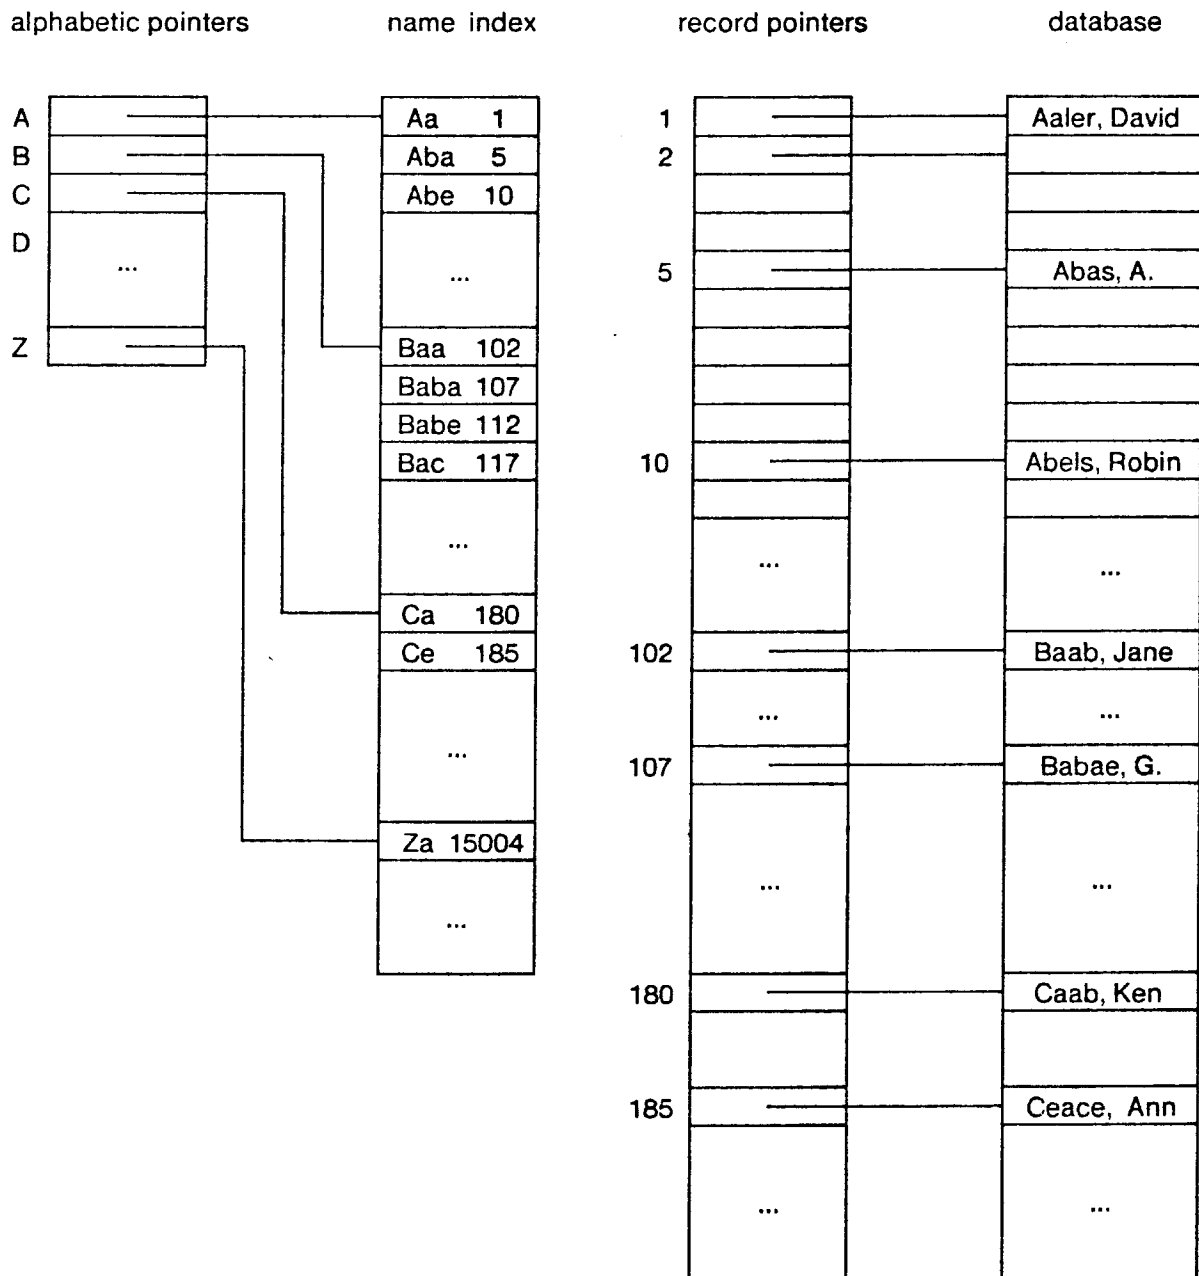 alphabetic pointers name index record pointers database
A Aa 1 1 Aaler, David
B Aba 5 2
C Abe 10
D
... ... 5 Abas, A.
Z Baa 102
Baba 107
Babe 112
Bac 117 10 Abels, Robin
...
... ...
Ca 180
Ce 185 102 Baab, Jane
... ...
...
107 Babae, G.
Za 15004
... ...
...
180 Caab, Ken
185 Ceace, Ann
... ...